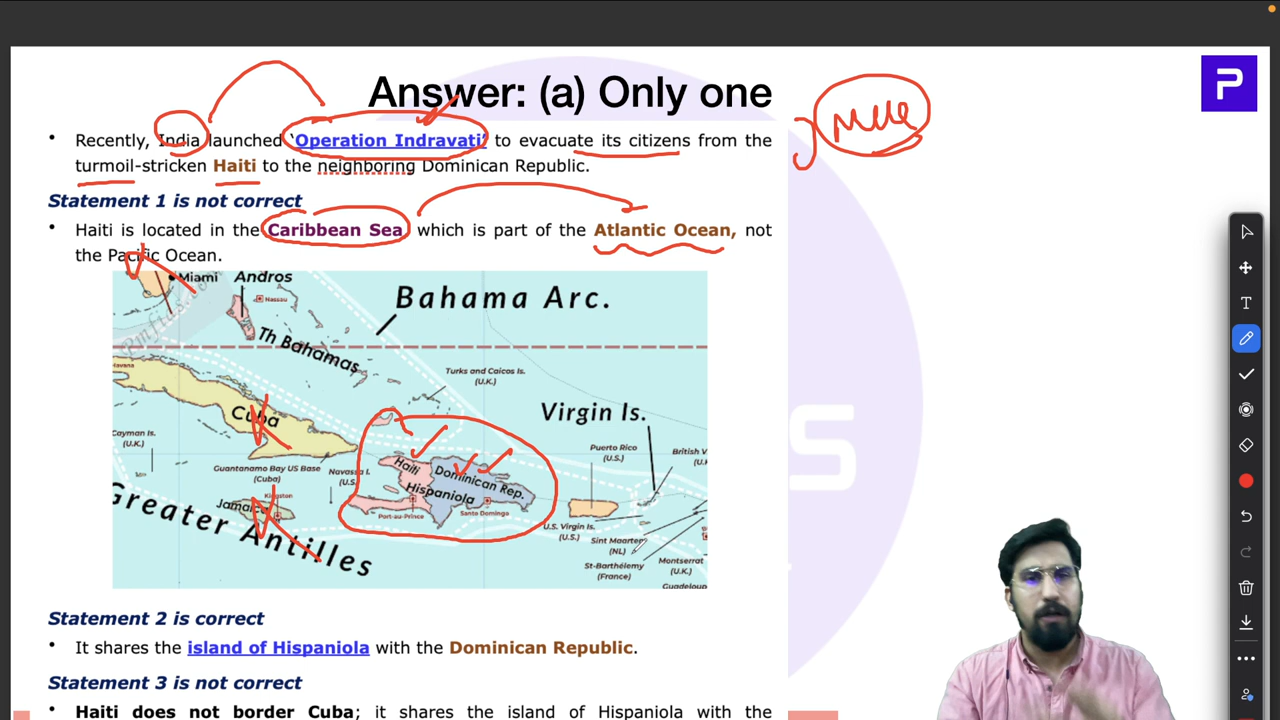 Answer: (a) Only one
P
• Recently, India launched 'Operation Indravati' to evacuate its citizens from the
turmoil-stricken Haiti to the neighboring Dominican Republic.
Statement 1 is not correct
• Haiti is located in the Caribbean Sea which is part of the Atlantic Ocean, not
the Pacific Ocean.
Miami
Andros
Nassau
Bahama Arc.
Th Bahamas
Havana
Turks and Caicos Is.
(U.K.)
Cuba
Virgin Is.
Cayman Is.
(U.K.)
Puerto Rico
(U.S.)
British V
(U.K
Guantanamo Bay US Base
(Cuba)
Navassa I.
(U.S.
Haiti
Dominican Rep.
Hispaniola
Jamaica
Kingston
Port-au-Prince
Santo Domingo
Greater Antilles
U.S. Virgin Is.
(U.S.)
Sint Maarten
(NL)
St-Barthélemy
(France)
Montserrat
(U.K.)
Guadeloup
Statement 2 is correct
• It shares the island of Hispaniola with the Dominican Republic.
Statement 3 is not correct
• Haiti does not border Cuba; it shares the island of Hispaniola with the
T